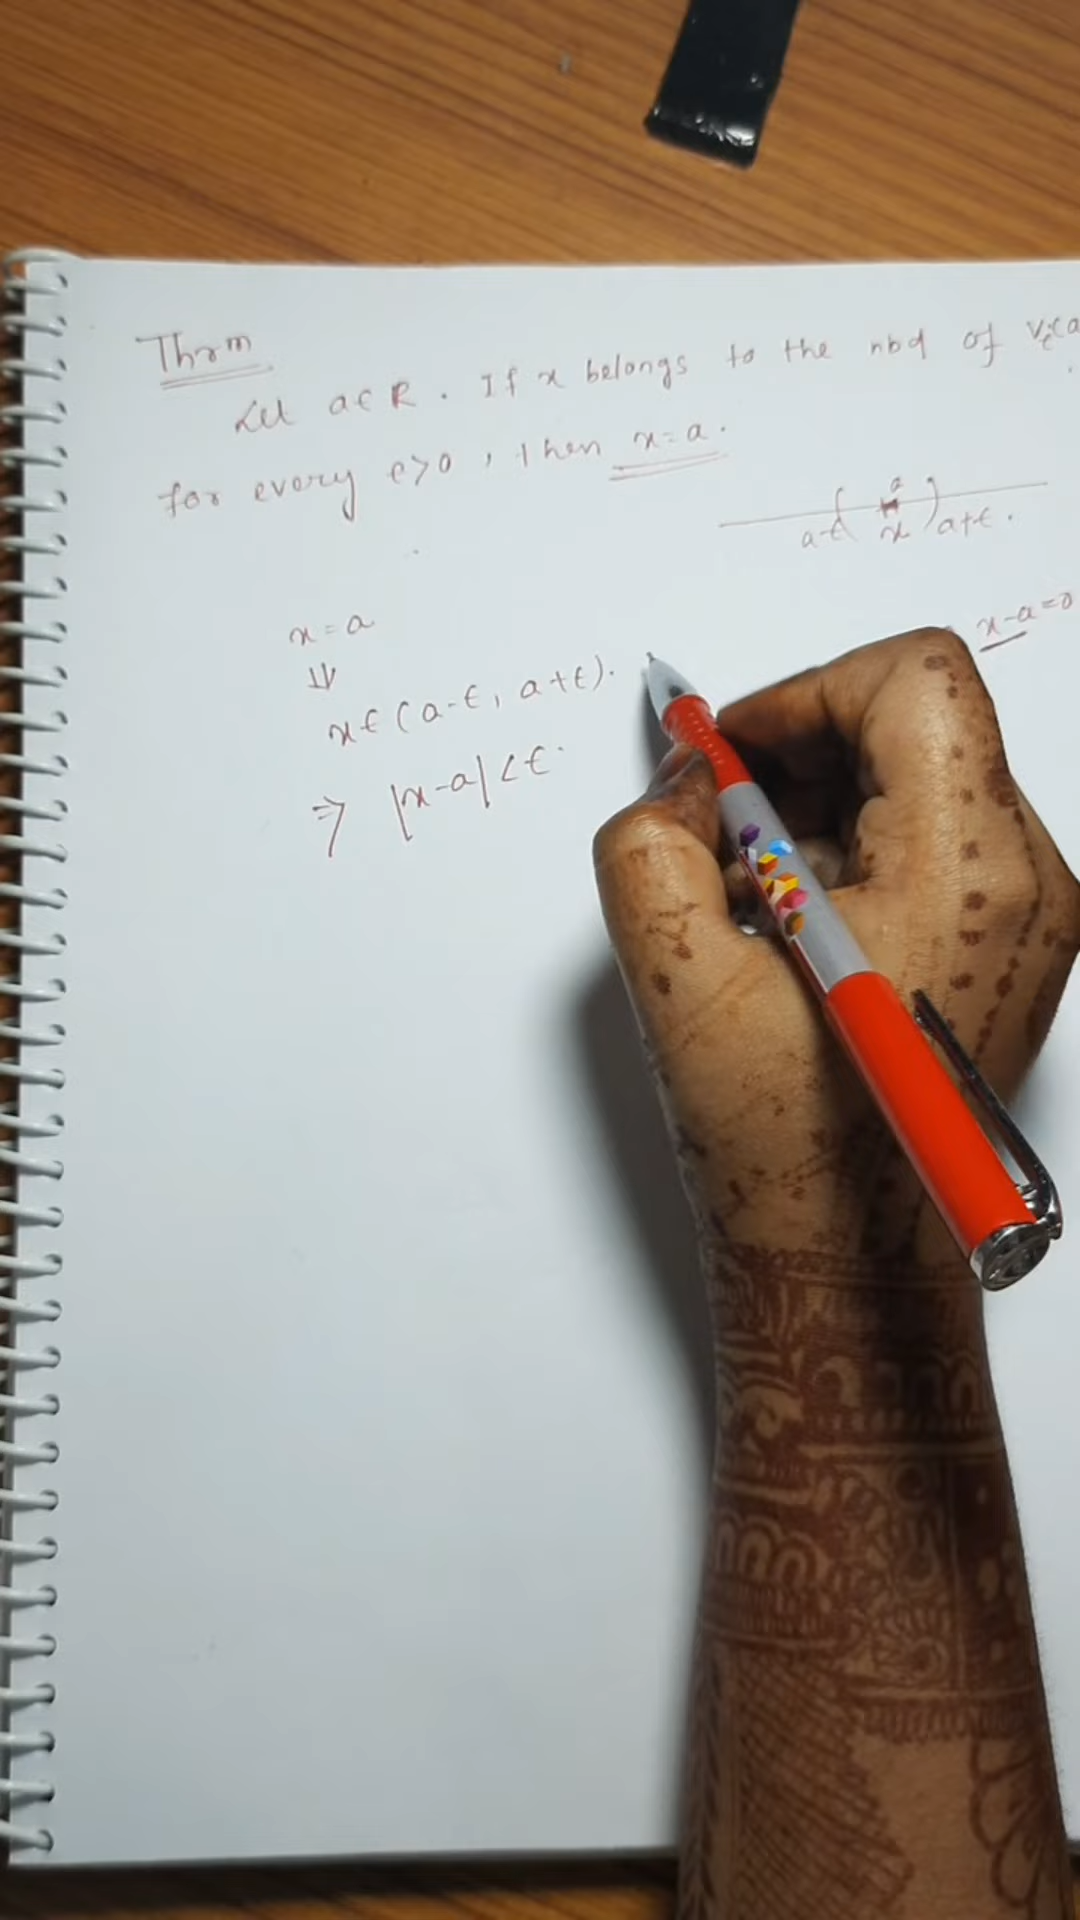 Thrm
Let a∈R. If x belongs to the nbd of Vε(a
for every ε>0, then x=a.
a
a-ε x a+ε.
x-a=0
x=a
⇓
x∈(a-ε, a+ε).
⇒ |x-a|<ε.